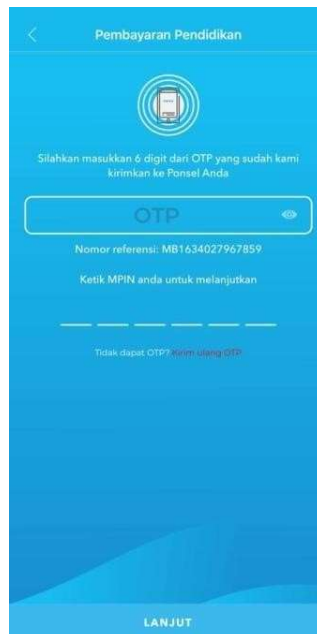 Pembayaran Pendidikan
Silahkan masukkan 6 digit dari OTP yang sudah kami
kirimkan ke Ponsel Anda
OTP
Nomor referensi: MB1634027967859
Ketik MPIN anda untuk melanjutkan
Tidak dapat OTP? Kirim ulang OTP
LANJUT